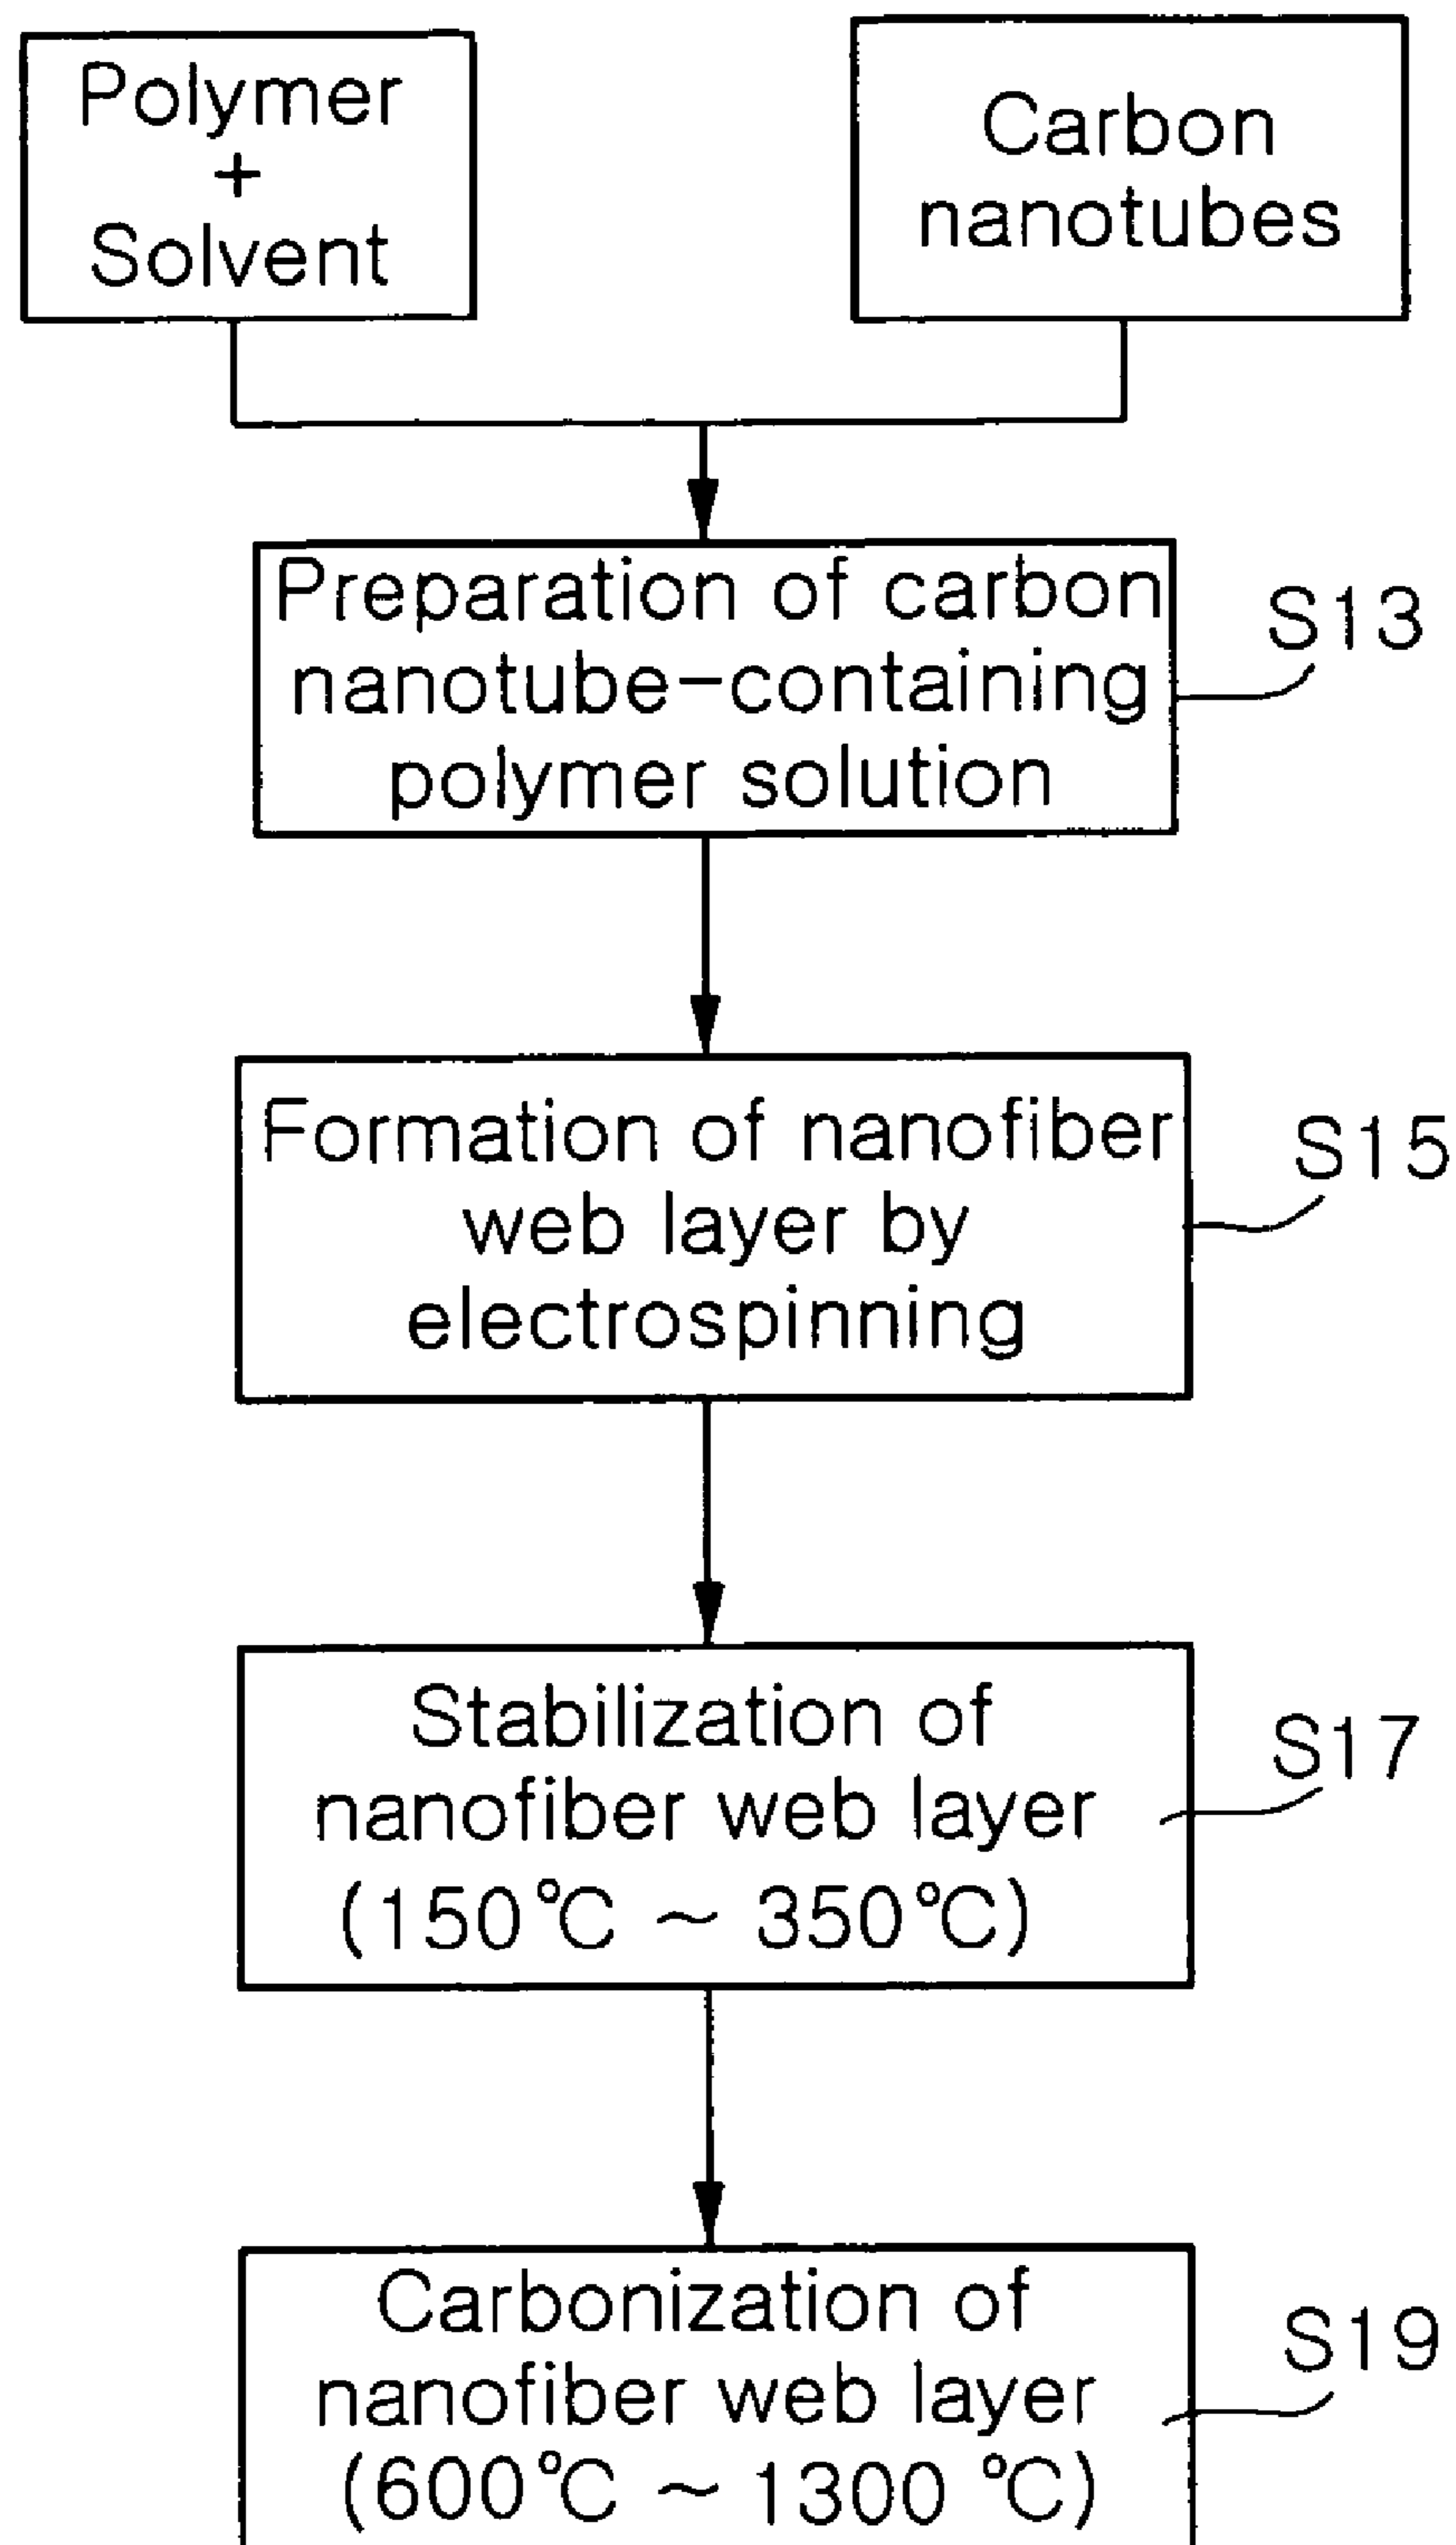 Polymer
+
Solvent
Carbon
nanotubes
Preparation of carbon
nanotube-containing
polymer solution
S13
Formation of nanofiber
web layer by
electrospinning
S15
Stabilization of
nanofiber web layer
(150℃ ~ 350℃)
S17
Carbonization of
nanofiber web layer
(600℃ ~ 1300 ℃)
S19